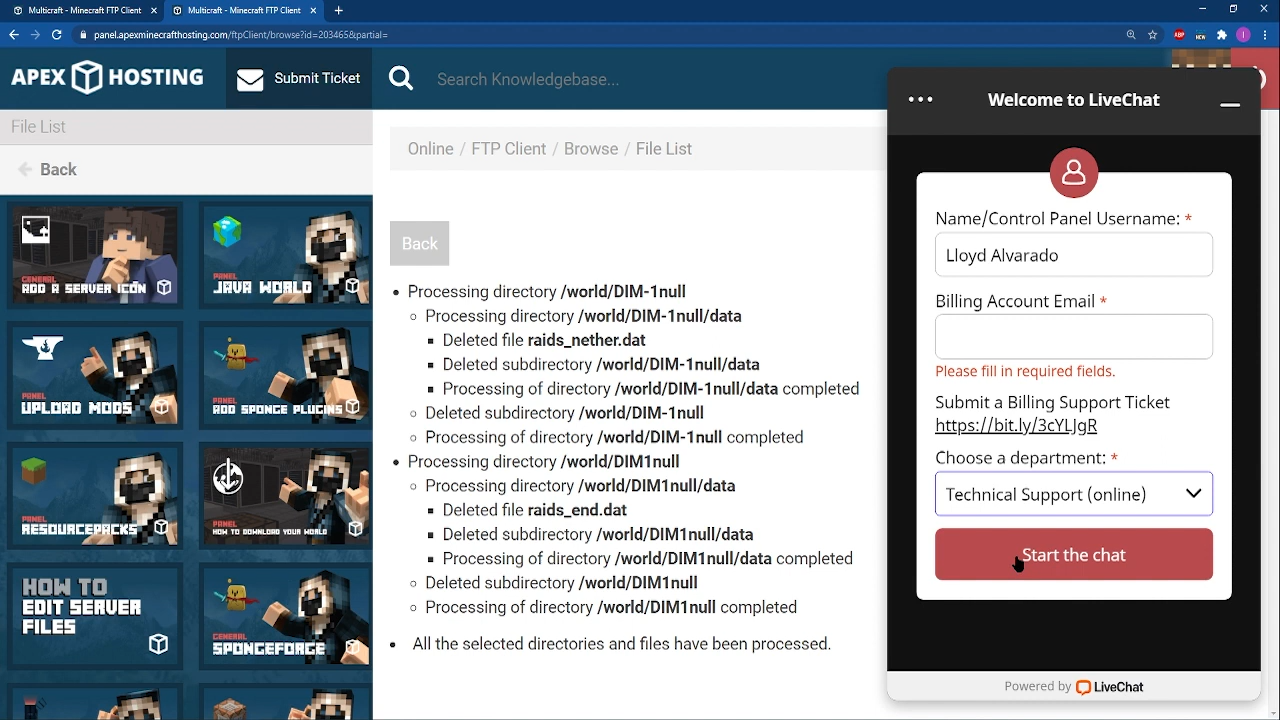 Multicraft - Minecraft FTP Client
Multicraft - Minecraft FTP Client
panel.apexminecrafthosting.com/ftpClient/browse?id=203465&partial=
ABP
NEW
I
APEX HOSTING
Submit Ticket
Search Knowledgebase...
File List
Back
GENERAL
ADD A SERVER ICON
PANEL
JAVA WORLD
PANEL
UPLOAD MODS
PANEL
ADD SPONGE PLUGINS
PANEL
RESOURCEPACKS
PANEL
HOW TO DOWNLOAD YOUR WORLD
HOW TO
EDIT SERVER
FILES
GENERAL
SPONGEFORGE
Online / FTP Client / Browse / File List
Back
• Processing directory /world/DIM-1null
Processing directory /world/DIM-1null/data
Deleted file raids_nether.dat
Deleted subdirectory /world/DIM-1null/data
Processing of directory /world/DIM-1null/data completed
Deleted subdirectory /world/DIM-1null
Processing of directory /world/DIM-1null completed
• Processing directory /world/DIM1null
Processing directory /world/DIM1null/data
Deleted file raids_end.dat
Deleted subdirectory /world/DIM1null/data
Processing of directory /world/DIM1null/data completed
Deleted subdirectory /world/DIM1null
Processing of directory /world/DIM1null completed
• All the selected directories and files have been processed.
Welcome to LiveChat
Name/Control Panel Username: *
Lloyd Alvarado
Billing Account Email *
Please fill in required fields.
Submit a Billing Support Ticket
https://bit.ly/3cYLJgR
Choose a department: *
Technical Support (online)
Start the chat
Powered by LiveChat